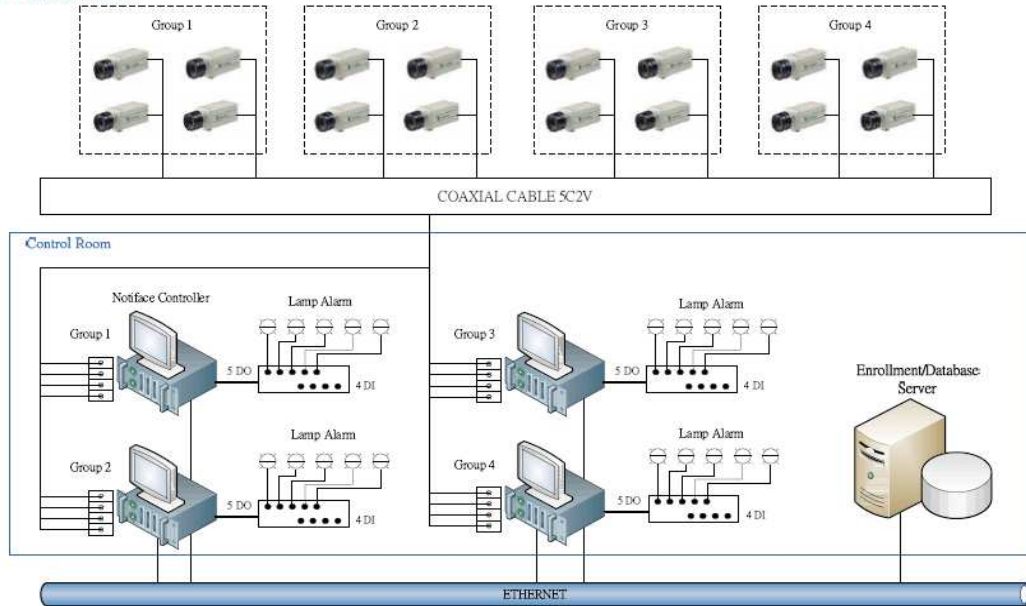 Group 1
Group 2
Group 3
Group 4
COAXIAL CABLE 5C2V
Control Room
Notiface Controller
Lamp Alarm
Group 1
5 DO
4 DI
Lamp Alarm
Group 3
5 DO
4 DI
Enrollment/Database
Server
Lamp Alarm
Group 2
5 DO
4 DI
Lamp Alarm
Group 4
5 DO
4 DI
ETHERNET